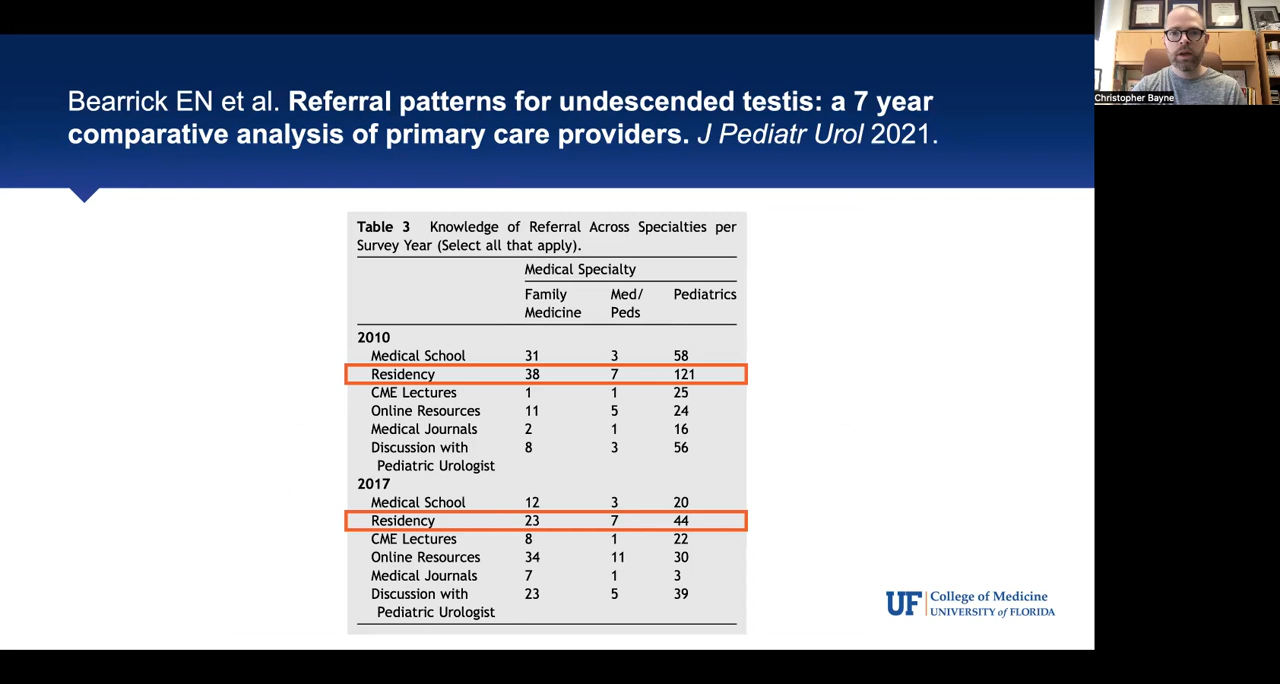 Christopher Bayne
Bearrick EN et al. Referral patterns for undescended testis: a 7 year
comparative analysis of primary care providers. J Pediatr Urol 2021.
Table 3 Knowledge of Referral Across Specialties per
Survey Year (Select all that apply).
Medical Specialty
Family Medicine Med/ Peds Pediatrics
2010
Medical School 31 3 58
Residency 38 7 121
CME Lectures 1 1 25
Online Resources 11 5 24
Medical Journals 2 1 16
Discussion with 8 3 56
Pediatric Urologist
2017
Medical School 12 3 20
Residency 23 7 44
CME Lectures 8 1 22
Online Resources 34 11 30
Medical Journals 7 1 3
Discussion with 23 5 39
Pediatric Urologist
UF College of Medicine
UNIVERSITY of FLORIDA